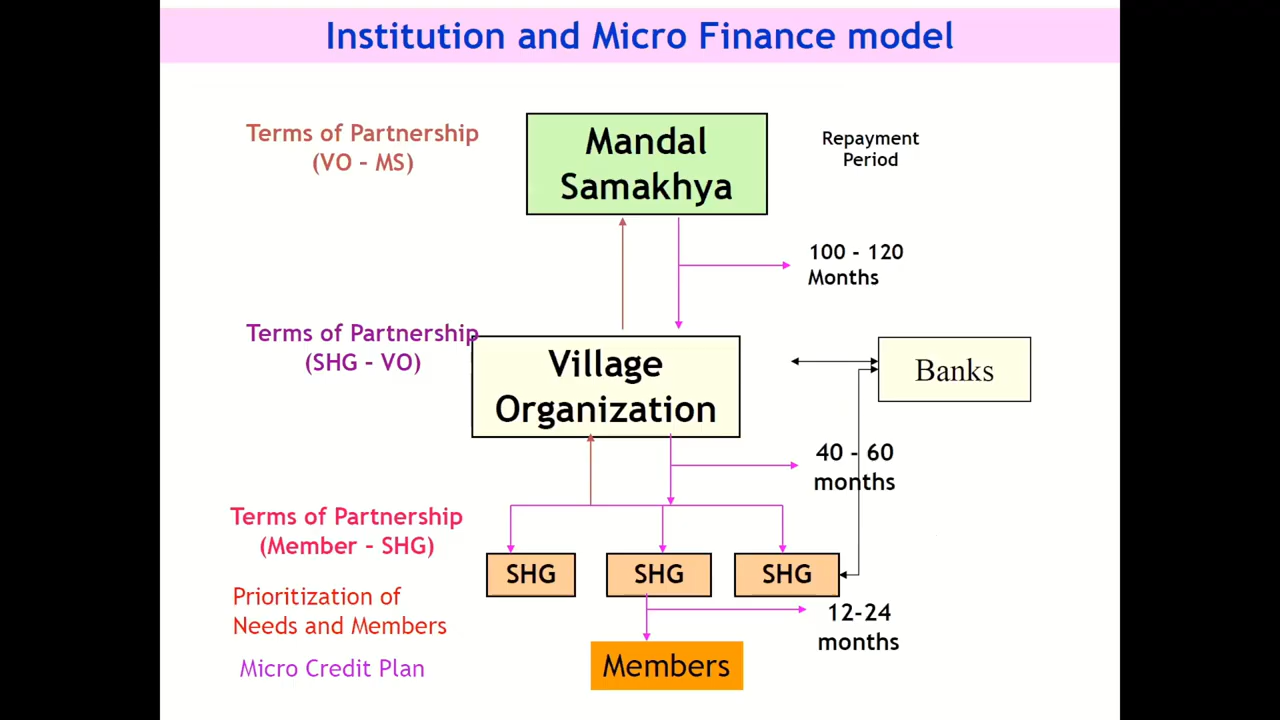 Institution and Micro Finance model
Terms of Partnership
(VO - MS)
Mandal
Samakhya
Repayment
Period
100 - 120
Months
Terms of Partnership
(SHG - VO)
Village
Organization
Banks
40 - 60
months
Terms of Partnership
(Member - SHG)
SHG
SHG
SHG
Prioritization of
Needs and Members
12-24
months
Micro Credit Plan
Members